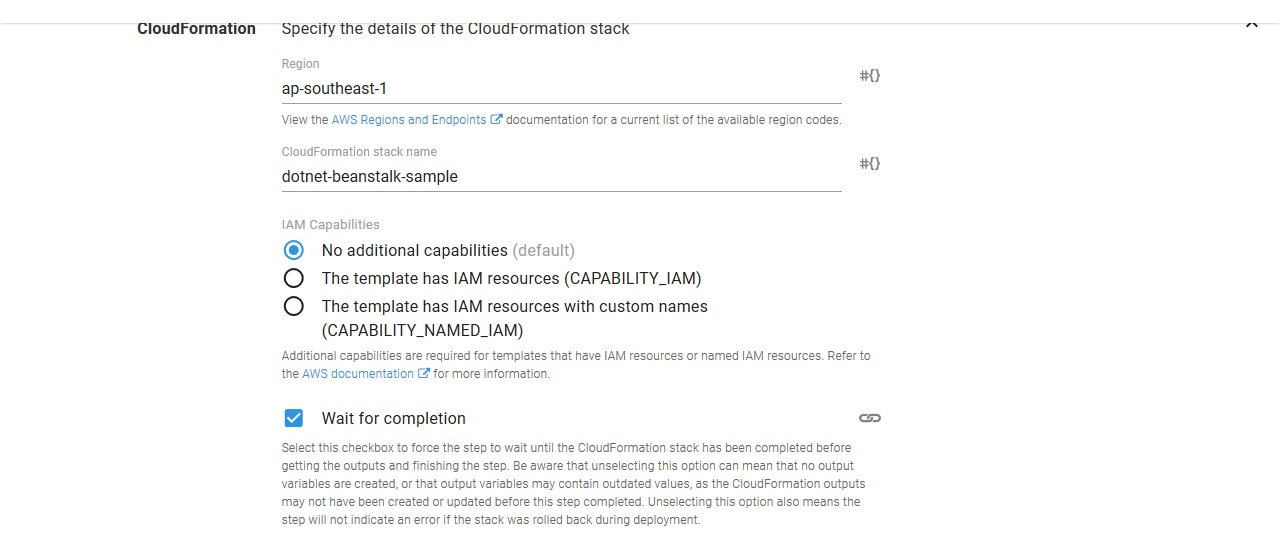 CloudFormation Specify the details of the CloudFormation stack
Region
ap-southeast-1
#{}
View the AWS Regions and Endpoints documentation for a current list of the available region codes.
CloudFormation stack name
dotnet-beanstalk-sample
#{}
IAM Capabilities
No additional capabilities (default)
The template has IAM resources (CAPABILITY_IAM)
The template has IAM resources with custom names
(CAPABILITY_NAMED_IAM)
Additional capabilities are required for templates that have IAM resources or named IAM resources. Refer to
the AWS documentation for more information.
Wait for completion
Select this checkbox to force the step to wait until the CloudFormation stack has been completed before
getting the outputs and finishing the step. Be aware that unselecting this option can mean that no output
variables are created, or that output variables may contain outdated values, as the CloudFormation outputs
may not have been created or updated before this step completed. Unselecting this option also means the
step will not indicate an error if the stack was rolled back during deployment.